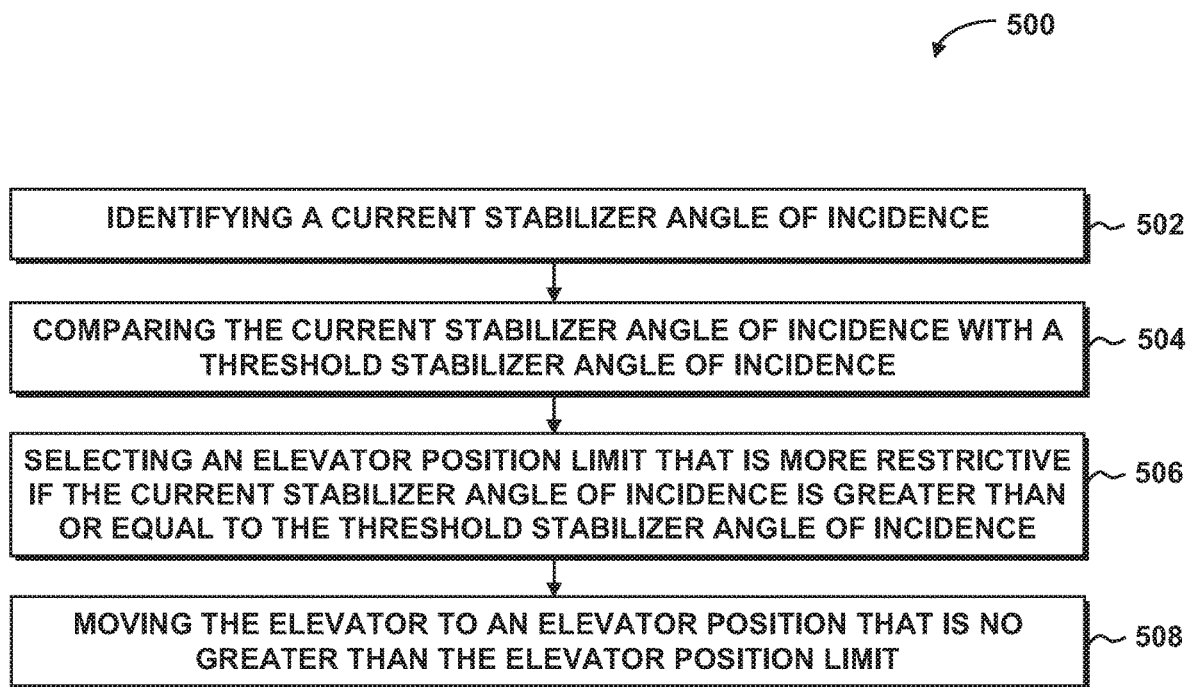 500
IDENTIFYING A CURRENT STABILIZER ANGLE OF INCIDENCE
502
COMPARING THE CURRENT STABILIZER ANGLE OF INCIDENCE WITH A
THRESHOLD STABILIZER ANGLE OF INCIDENCE
504
SELECTING AN ELEVATOR POSITION LIMIT THAT IS MORE RESTRICTIVE
IF THE CURRENT STABILIZER ANGLE OF INCIDENCE IS GREATER THAN
OR EQUAL TO THE THRESHOLD STABILIZER ANGLE OF INCIDENCE
506
MOVING THE ELEVATOR TO AN ELEVATOR POSITION THAT IS NO
GREATER THAN THE ELEVATOR POSITION LIMIT
508